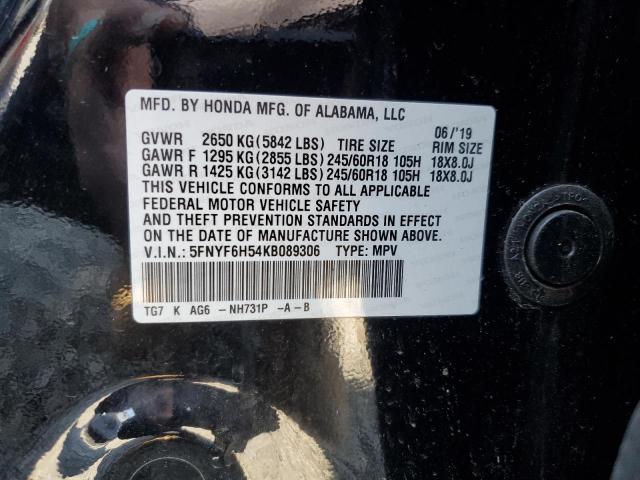 MFD. BY HONDA MFG. OF ALABAMA, LLC
06/'19
GVWR 2650 KG (5842 LBS) TIRE SIZE RIM SIZE
GAWR F 1295 KG (2855 LBS) 245/60R18 105H 18X8.0J
GAWR R 1425 KG (3142 LBS) 245/60R18 105H 18X8.0J
THIS VEHICLE CONFORMS TO ALL APPLICABLE
FEDERAL MOTOR VEHICLE SAFETY
AND THEFT PREVENTION STANDARDS IN EFFECT
ON THE DATE OF MANUFACTURE SHOWN ABOVE.
V.I.N.: 5FNYF6H54KB089306 TYPE: MPV
TG7 K AG6 -NH731P -A-B